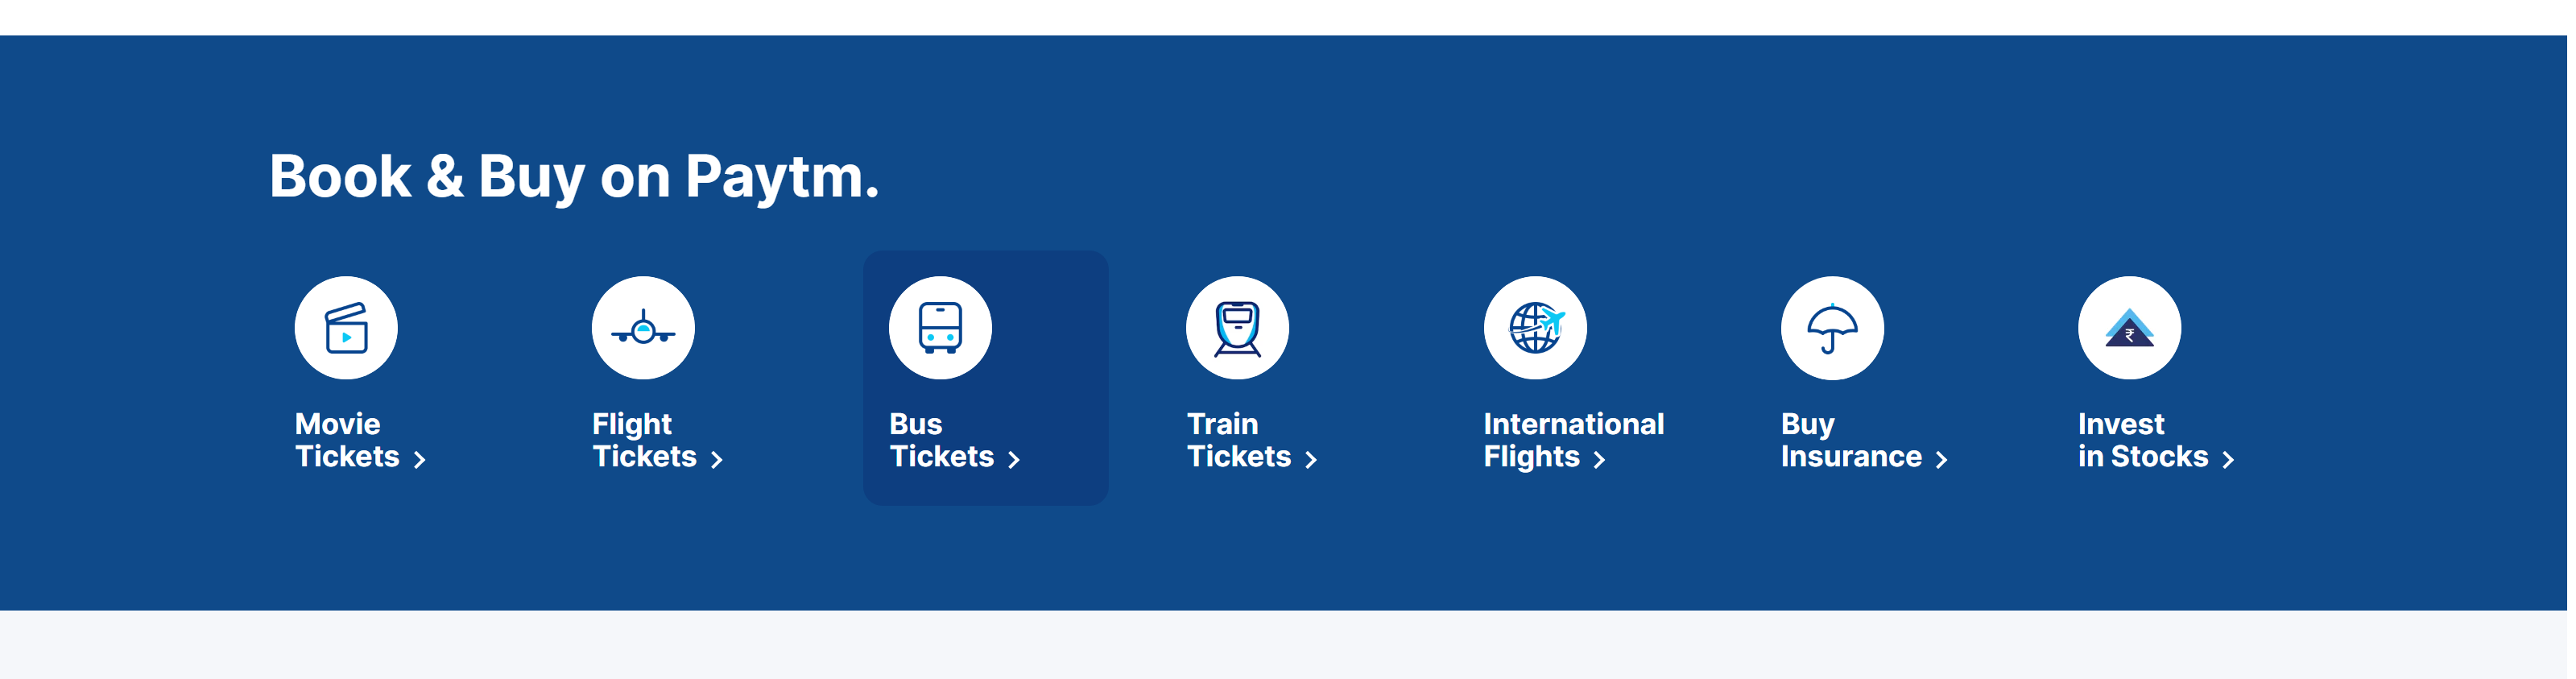 Book & Buy on Paytm.
Movie
Tickets
Flight
Tickets
Bus
Tickets
Train
Tickets
International
Flights
Buy
Insurance
Invest
in Stocks
₹